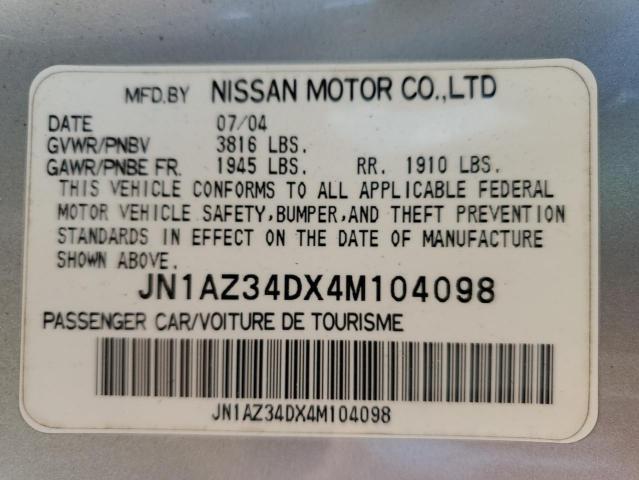 MFD.BY NISSAN MOTOR CO.,LTD
DATE 07/04
GVWR/PNBV 3816 LBS.
GAWR/PNBE FR. 1945 LBS. RR. 1910 LBS.
THIS VEHICLE CONFORMS TO ALL APPLICABLE FEDERAL
MOTOR VEHICLE SAFETY,BUMPER,AND THEFT PREVENTION
STANDARDS IN EFFECT ON THE DATE OF MANUFACTURE
SHOWN ABOVE.
JN1AZ34DX4M104098
PASSENGER CAR/VOITURE DE TOURISME
JN1AZ34DX4M104098